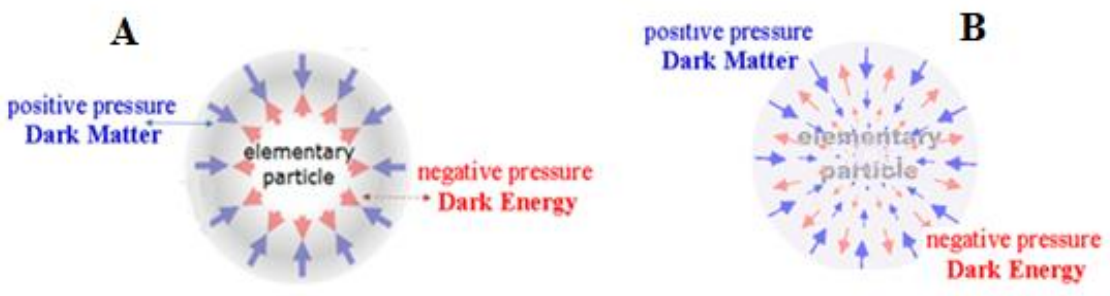 A
positive pressure
Dark Matter
elementary
particle
negative pressure
Dark Energy
B
positive pressure
Dark Matter
elementary
particle
negative pressure
Dark Energy